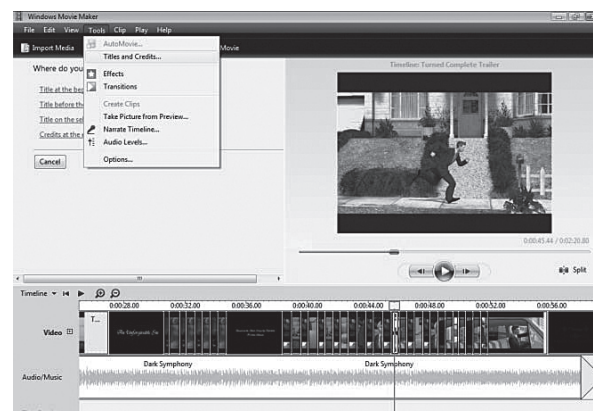 Windows Movie Maker
File Edit View Tools Clip Play Help
Import Media
Movie
AutoMovie...
Titles and Credits...
Effects
Transitions
Create Clips
Take Picture from Preview...
Narrate Timeline...
Audio Levels...
Options...
Where do you
Title at the beg
Title before the
Title on the sel
Credits at the
Cancel
Timeline: Turned Complete Trailer
0:00:45.44 / 0:02:20.80
Split
Timeline
0:00:28.00 0:00:32.00 0:00:36.00 0:00:40.00 0:00:44.00 0:00:48.00 0:00:52.00 0:00:56.00
Video
T...
Dark Symphony Dark Symphony
Audio/Music